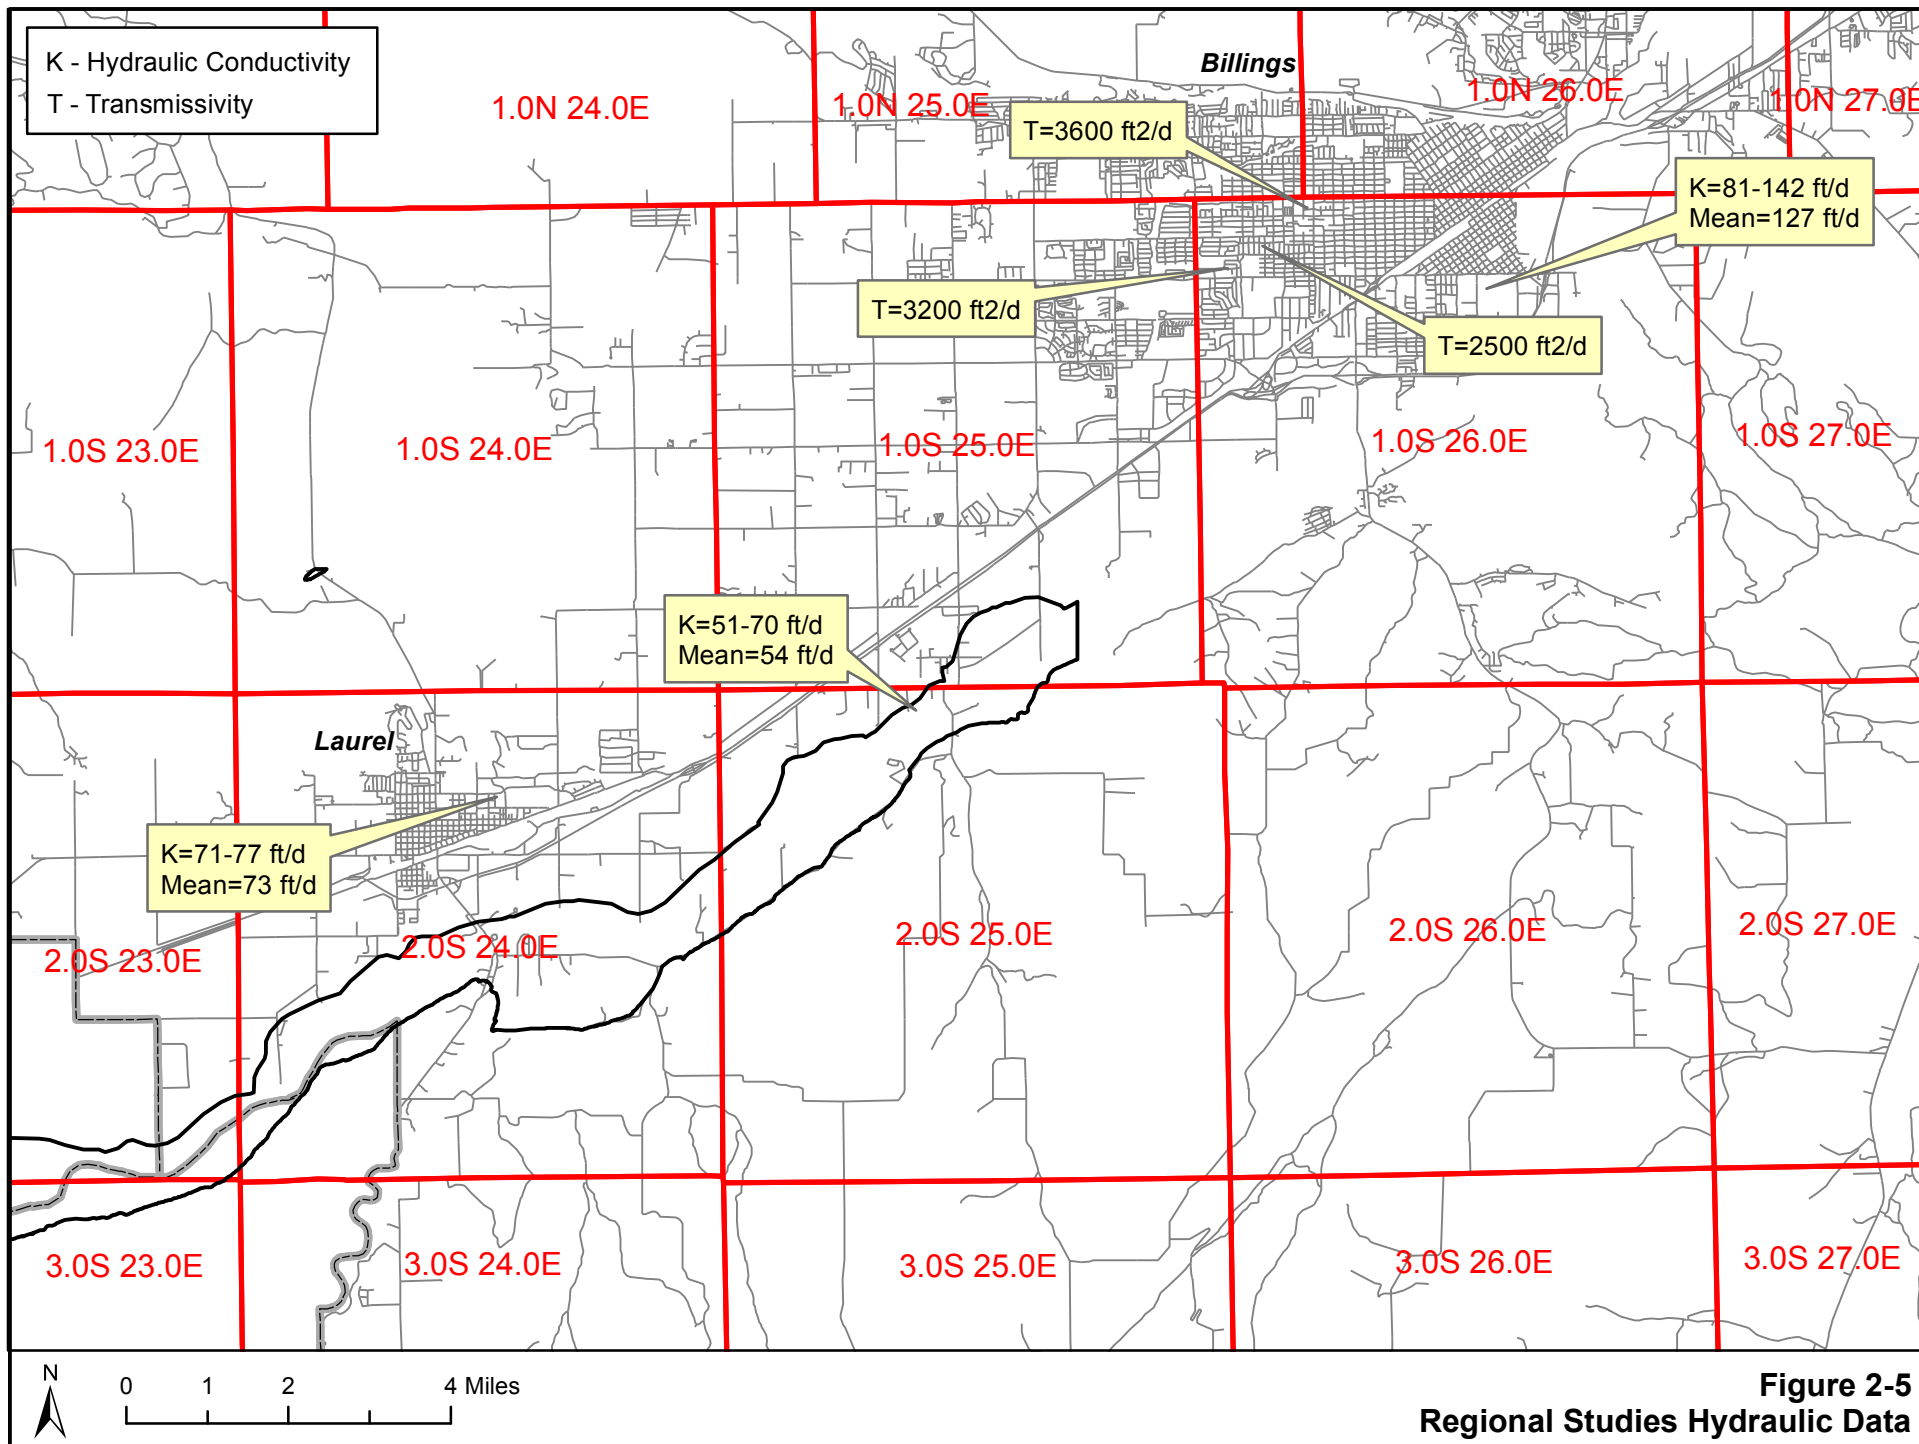 K - Hydraulic Conductivity
T - Transmissivity
Billings
1.0N 24.0E
1.0N 25.0E
1.0N 26.0E
1.0N 27.0E
T=3600 ft2/d
K=81-142 ft/d
Mean=127 ft/d
T=3200 ft2/d
T=2500 ft2/d
1.0S 23.0E
1.0S 24.0E
1.0S 25.0E
1.0S 26.0E
1.0S 27.0E
K=51-70 ft/d
Mean=54 ft/d
Laurel
K=71-77 ft/d
Mean=73 ft/d
2.0S 23.0E
2.0S 24.0E
2.0S 25.0E
2.0S 26.0E
2.0S 27.0E
3.0S 23.0E
3.0S 24.0E
3.0S 25.0E
3.0S 26.0E
3.0S 27.0E
N
0 1 2 4 Miles
Figure 2-5
Regional Studies Hydraulic Data